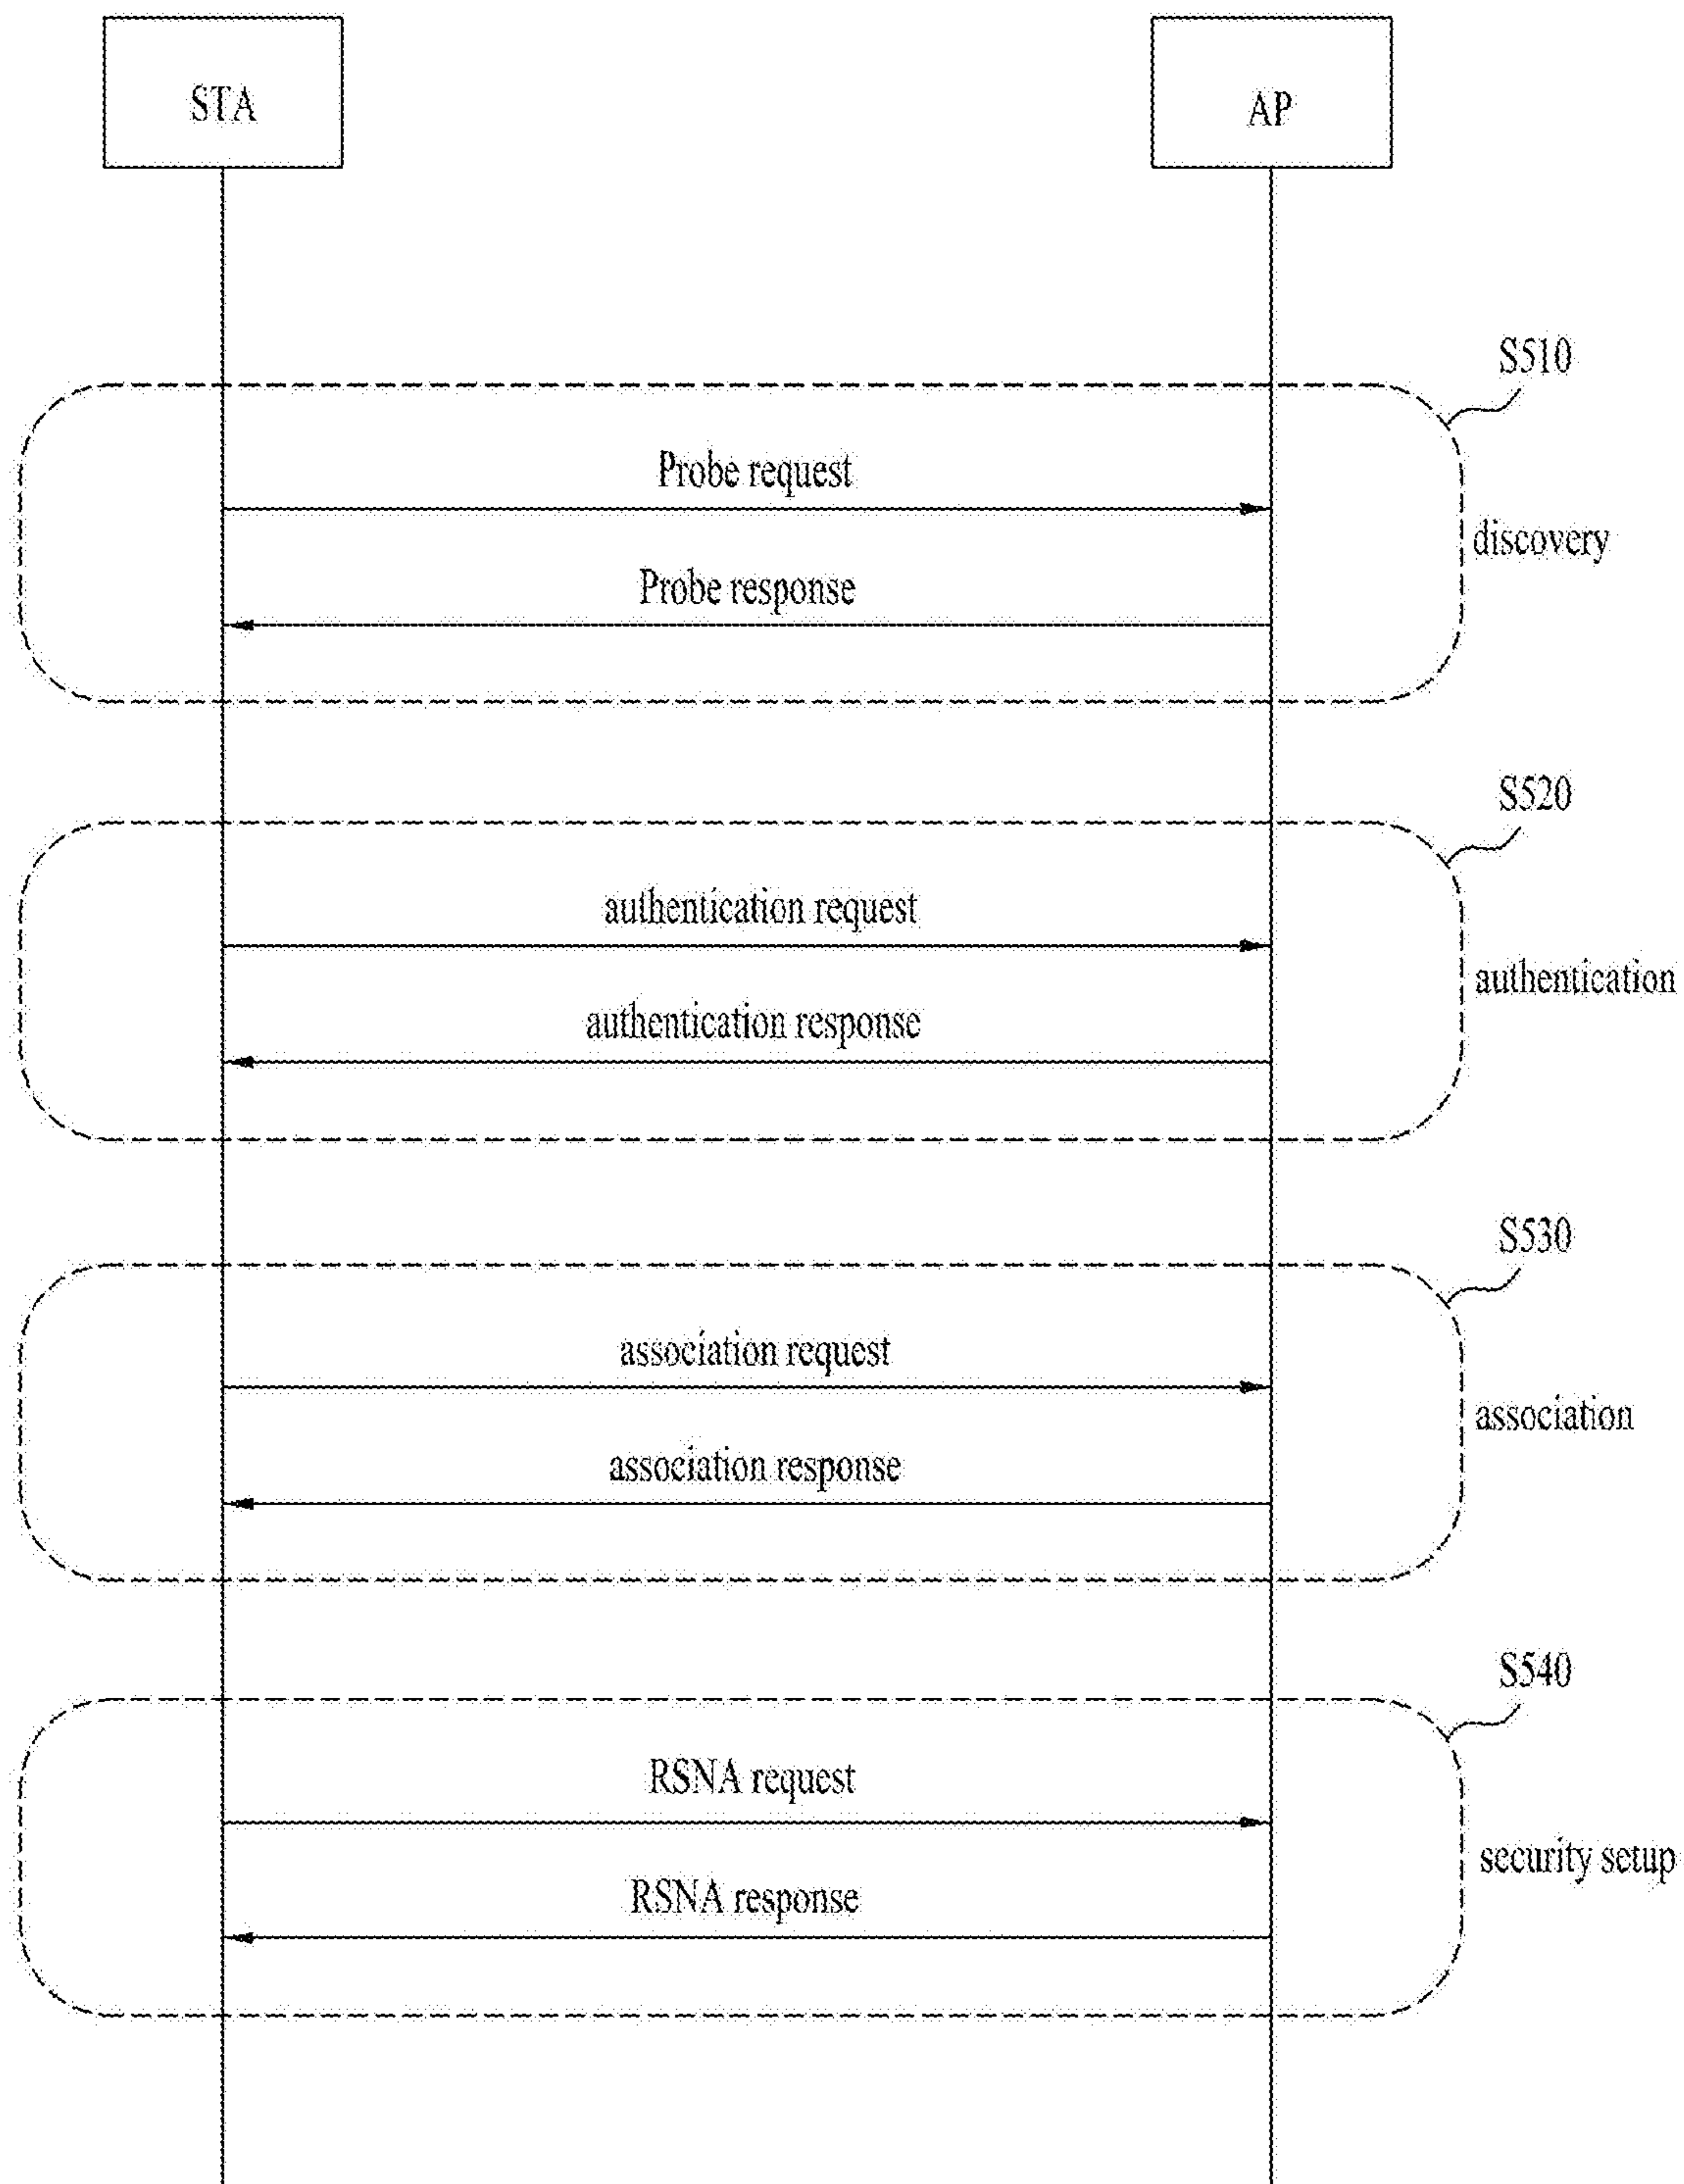 STA
AP
S510
Probe request
discovery
Probe response
S520
authentication request
authentication
authentication response
S530
association request
association
association response
S540
RSNA request
security setup
RSNA response